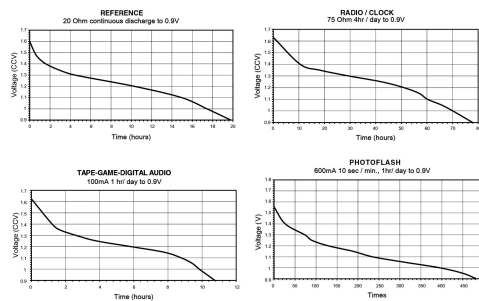 REFERENCE
20 Ohm continuous discharge to 0.9V
1.7
1.6
1.5
1.4
1.3
1.2
1.1
1
0.9
Voltage (CCV)
0 2 4 6 8 10 12 14 16 18 20
Time (hours)
RADIO / CLOCK
75 Ohm 4hr / day to 0.9V
1.7
1.6
1.5
1.4
1.3
1.2
1.1
1
0.9
Voltage (CCV)
0 10 20 30 40 50 60 70 80
Time (hours)
TAPE-GAME-DIGITAL AUDIO
100mA 1 hr/ day to 0.9V
1.7
1.6
1.5
1.4
1.3
1.2
1.1
1
0.9
Voltage (CCV)
0 2 4 6 8 10 12
Time (hours)
PHOTOFLASH
600mA 10 sec / min., 1hr/ day to 0.9V
1.8
1.7
1.6
1.5
1.4
1.3
1.2
1.1
1
0.9
Voltage (V)
0 50 100 150 200 250 300 350 400 450
Times